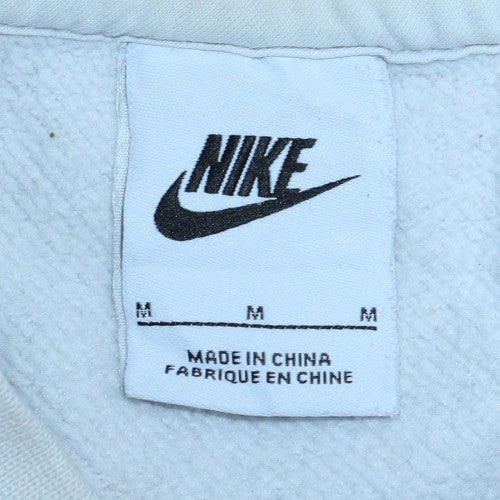 NIKE
M M M
MADE IN CHINA
FABRIQUE EN CHINE